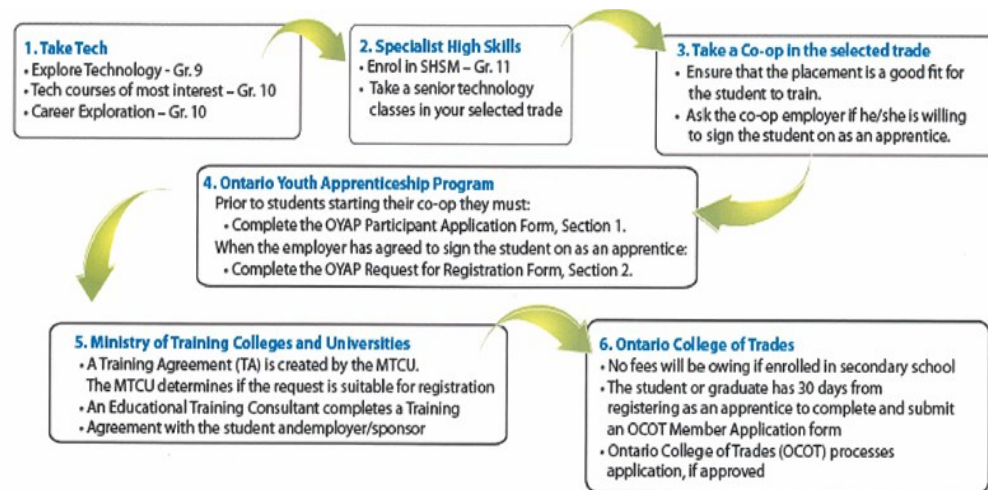 1. Take Tech
• Explore Technology - Gr. 9
• Tech courses of most interest – Gr. 10
• Career Exploration – Gr. 10
2. Specialist High Skills
• Enrol in SHSM – Gr. 11
• Take a senior technology
classes in your selected trade
3. Take a Co-op in the selected trade
• Ensure that the placement is a good fit for
the student to train.
• Ask the co-op employer if he/she is willing
to sign the student on as an apprentice.
4. Ontario Youth Apprenticeship Program
Prior to students starting their co-op they must:
• Complete the OYAP Participant Application Form, Section 1.
When the employer has agreed to sign the student on as an apprentice:
• Complete the OYAP Request for Registration Form, Section 2.
5. Ministry of Training Colleges and Universities
• A Training Agreement (TA) is created by the MTCU.
The MTCU determines if the request is suitable for registration
• An Educational Training Consultant completes a Training
• Agreement with the student andemployer/sponsor
6. Ontario College of Trades
• No fees will be owing if enrolled in secondary school
• The student or graduate has 30 days from
registering as an apprentice to complete and submit
an OCOT Member Application form
• Ontario College of Trades (OCOT) processes
application, if approved